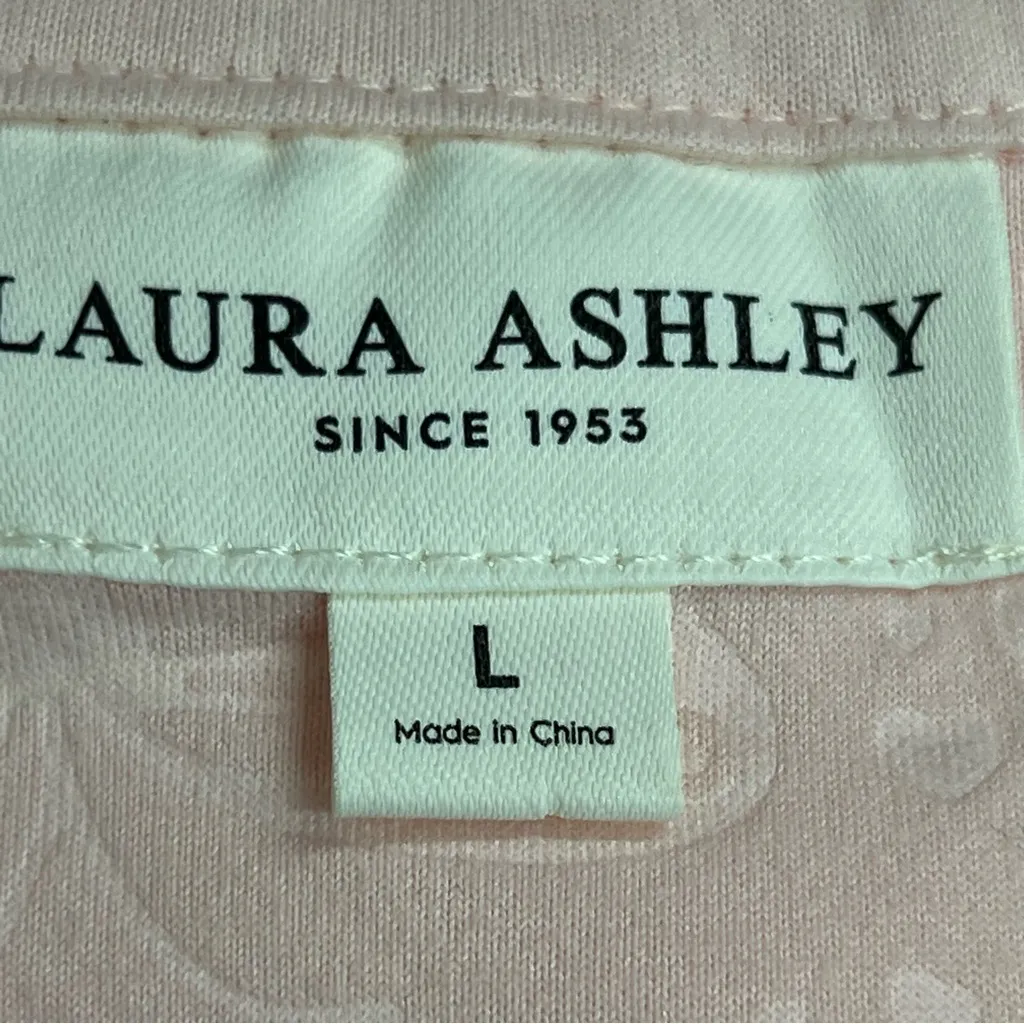 LAURA ASHLEY
SINCE 1953
L
Made in China